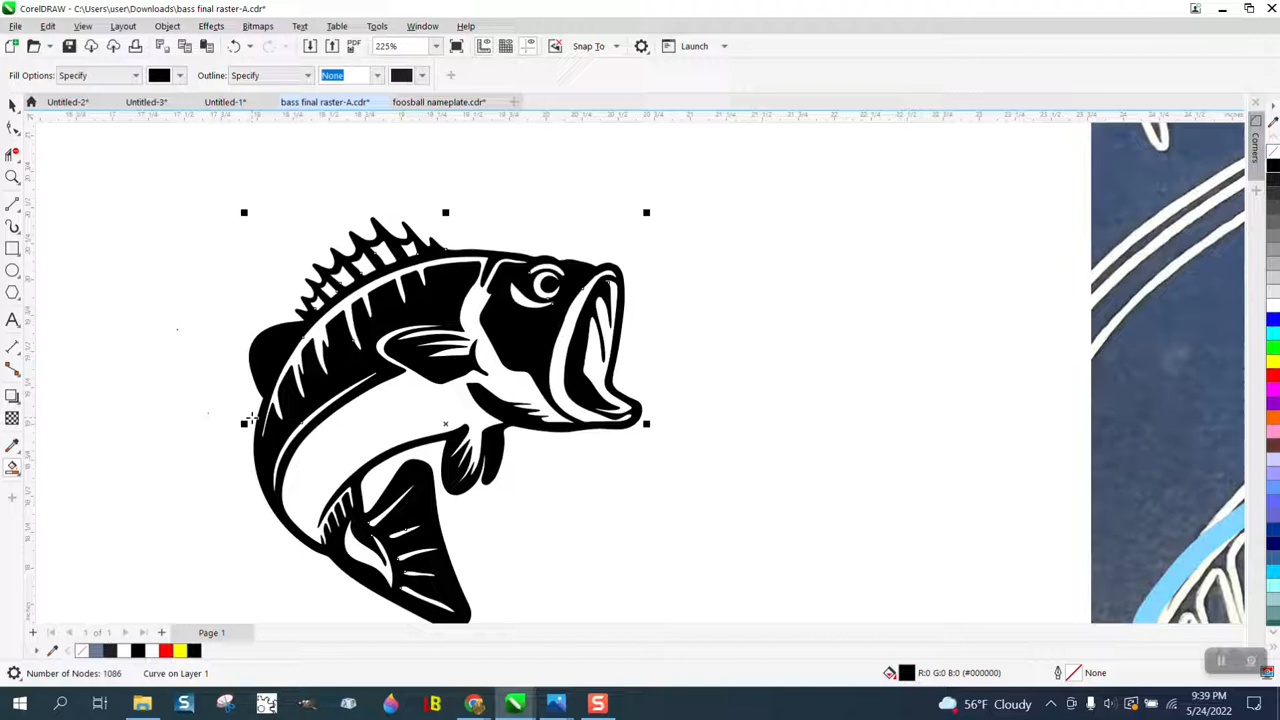 CorelDRAW - C:\Users\user\Downloads\bass final raster-A.cdr*
File Edit View Layout Object Effects Bitmaps Text Table Tools Window Help
PDF 225% Snap To Launch
Fill Options: Specify Outline: Specify None
Untitled-2* Untitled-3* Untitled-1* bass final raster-A.cdr* foosball nameplate.cdr*
Corners
1 of 1 Page 1
Number of Nodes: 1086 Curve on Layer 1 R:0 G:0 B:0 (#000000) None
56°F Cloudy 9:39 PM
5/24/2022